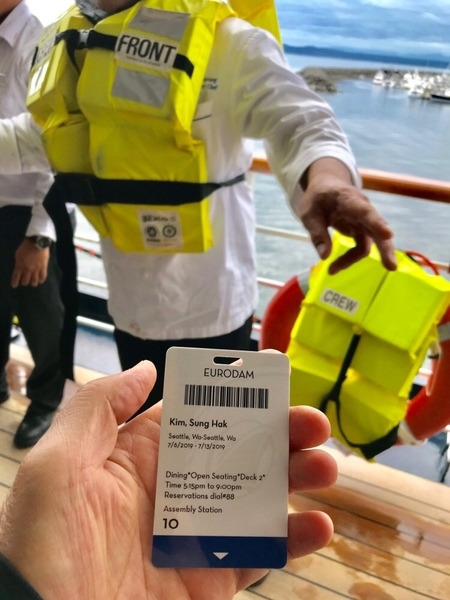 FRONT
CREW
EURODAM
Kim, Sung Hak
Seattle, Wa-Seattle, Wa
7/6/2019 - 7/13/2019
Dining*Open Seating*Deck 2*
Time 5:15pm to 9:00pm
Reservations dial#88
Assembly Station
10